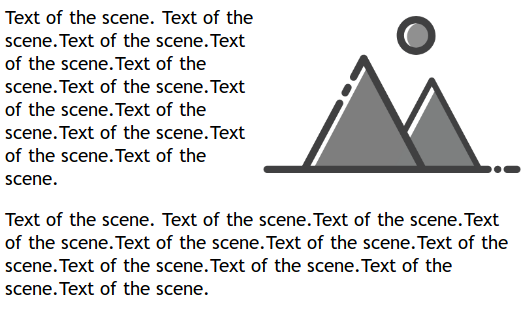 Text of the scene. Text of the
scene.Text of the scene.Text
of the scene.Text of the
scene.Text of the scene.Text
of the scene.Text of the
scene.Text of the scene.Text
of the scene.Text of the
scene.
Text of the scene. Text of the scene.Text of the scene.Text
of the scene.Text of the scene.Text of the scene.Text of the
scene.Text of the scene.Text of the scene.Text of the
scene.Text of the scene.